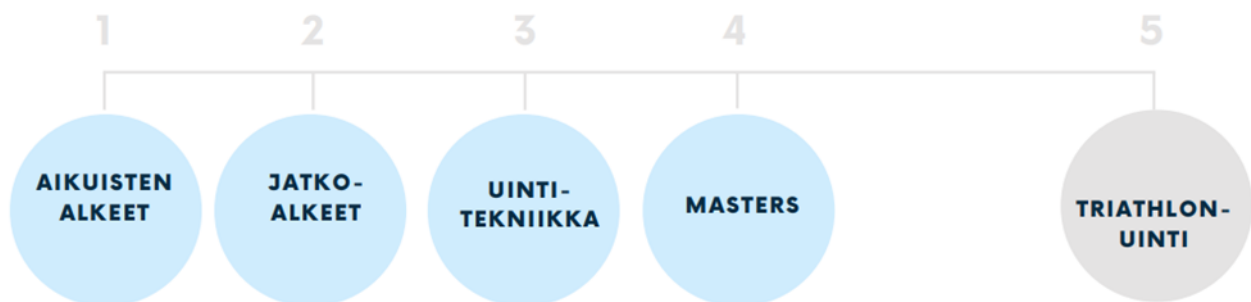 1 2 3 4 5
AIKUISTEN
ALKEET
JATKO-
ALKEET
UINTI-
TEKNIIKKA
MASTERS
TRIATHLON-
UINTI